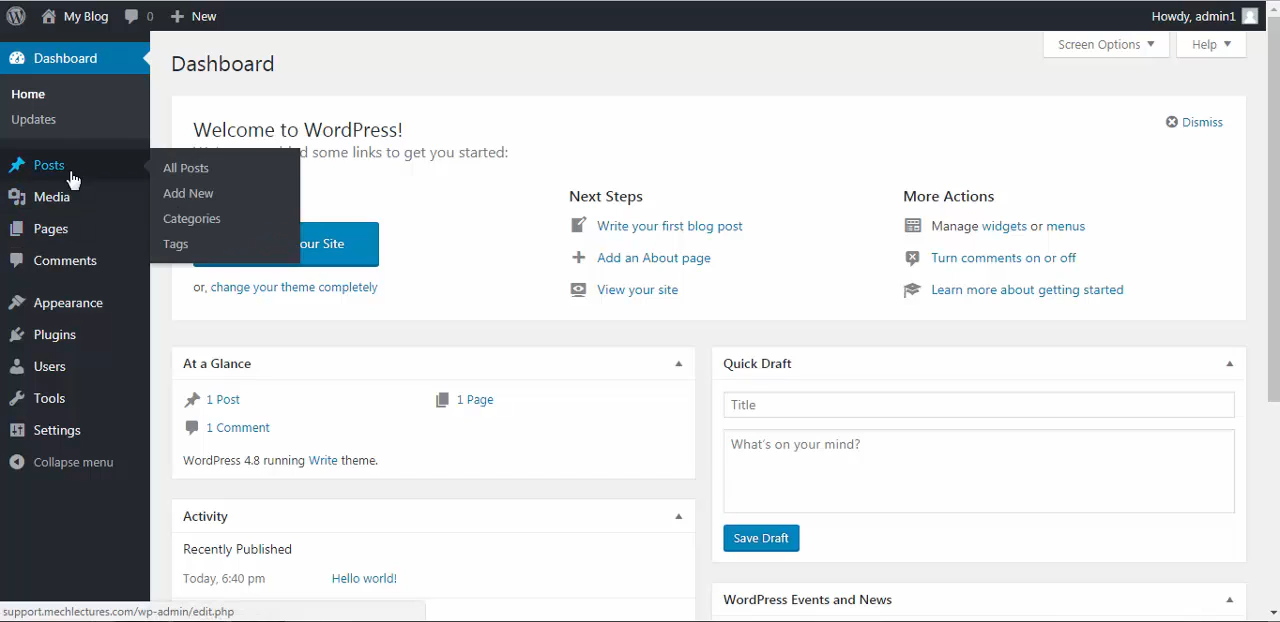 My Blog 0 New Howdy, admin1
Dashboard
Home
Updates
Posts
Media
Pages
Comments
Appearance
Plugins
Users
Tools
Settings
Collapse menu
All Posts
Add New
Categories
Tags
Screen Options Help
Dashboard
Welcome to WordPress!
Dismiss
d some links to get you started:
our Site
or, change your theme completely
Next Steps
Write your first blog post
Add an About page
View your site
More Actions
Manage widgets or menus
Turn comments on or off
Learn more about getting started
At a Glance
1 Post 1 Page
1 Comment
WordPress 4.8 running Write theme.
Activity
Recently Published
Today, 6:40 pm Hello world!
Quick Draft
Title
What's on your mind?
Save Draft
WordPress Events and News
support.mechlectures.com/wp-admin/edit.php